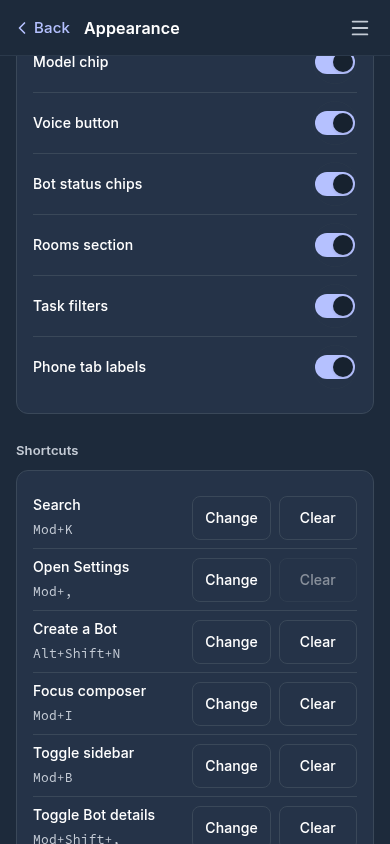 Back
Appearance
Model chip
Voice button
Bot status chips
Rooms section
Task filters
Phone tab labels
Shortcuts
Search
Mod+K
Change
Clear
Open Settings
Mod+,
Change
Clear
Create a Bot
Alt+Shift+N
Change
Clear
Focus composer
Mod+I
Change
Clear
Toggle sidebar
Mod+B
Change
Clear
Toggle Bot details
Mod+Shift+.
Change
Clear